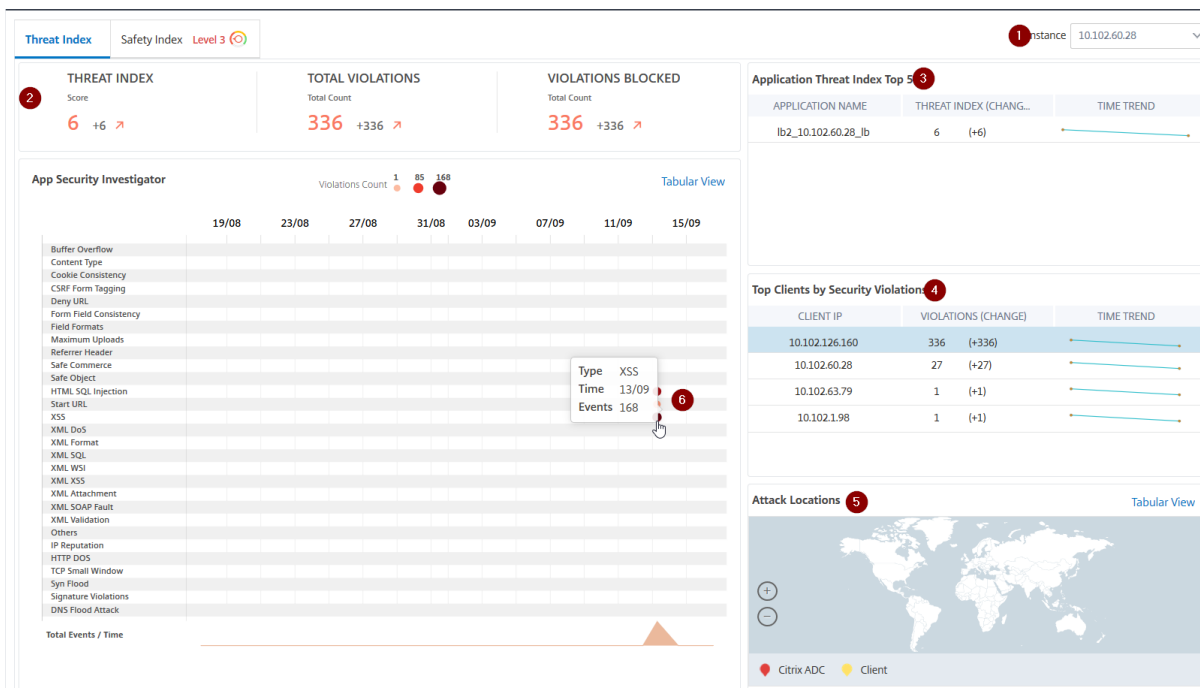 Threat Index
Safety Index Level 3
1
nstance 10.102.60.28
2
THREAT INDEX
Score
6 +6
TOTAL VIOLATIONS
Total Count
336 +336
VIOLATIONS BLOCKED
Total Count
336 +336
Application Threat Index Top 5
3
APPLICATION NAME THREAT INDEX (CHANG... TIME TREND
lb2_10.102.60.28_lb 6 (+6)
App Security Investigator
Violations Count 1 85 168
Tabular View
19/08 23/08 27/08 31/08 03/09 07/09 11/09 15/09
Buffer Overflow
Content Type
Cookie Consistency
CSRF Form Tagging
Deny URL
Form Field Consistency
Field Formats
Maximum Uploads
Referrer Header
Safe Commerce
Safe Object
HTML SQL Injection
Start URL
XSS
XML DoS
XML Format
XML SQL
XML WSI
XML XSS
XML Attachment
XML SOAP Fault
XML Validation
Others
IP Reputation
HTTP DOS
TCP Small Window
Syn Flood
Signature Violations
DNS Flood Attack
Total Events / Time
Type XSS
Time 13/09
Events 168
6
Top Clients by Security Violations
4
CLIENT IP VIOLATIONS (CHANGE) TIME TREND
10.102.126.160 336 (+336)
10.102.60.28 27 (+27)
10.102.63.79 1 (+1)
10.102.1.98 1 (+1)
Attack Locations
5
Tabular View
+
−
Citrix ADC Client